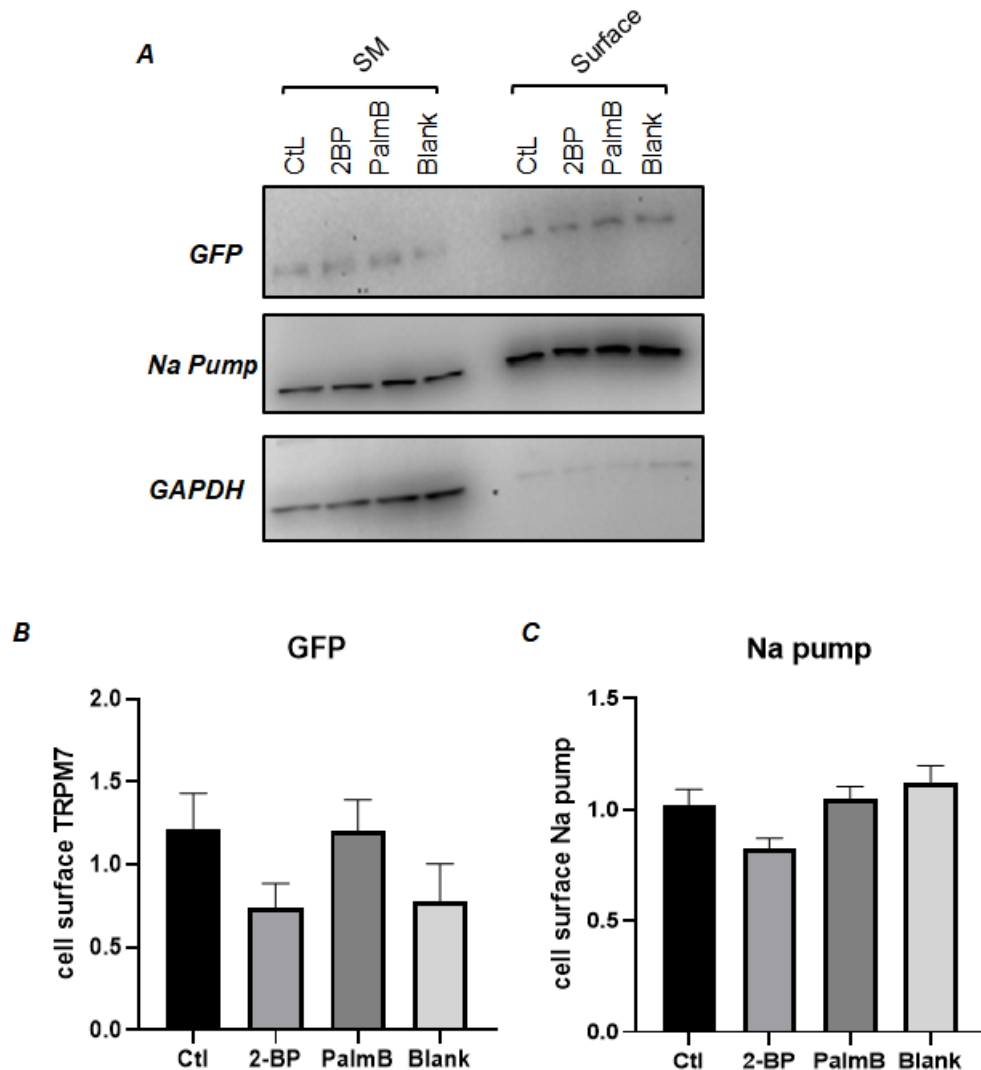 A
SM
Surface
CtL
2BP
PalmB
Blank
CtL
2BP
PalmB
Blank
GFP
Na Pump
GAPDH
B
GFP
cell surface TRPM7
2.0
1.5
1.0
0.5
0.0
Ctl
2-BP
PalmB
Blank
C
Na pump
cell surface Na pump
1.5
1.0
0.5
0.0
Ctl
2-BP
PalmB
Blank